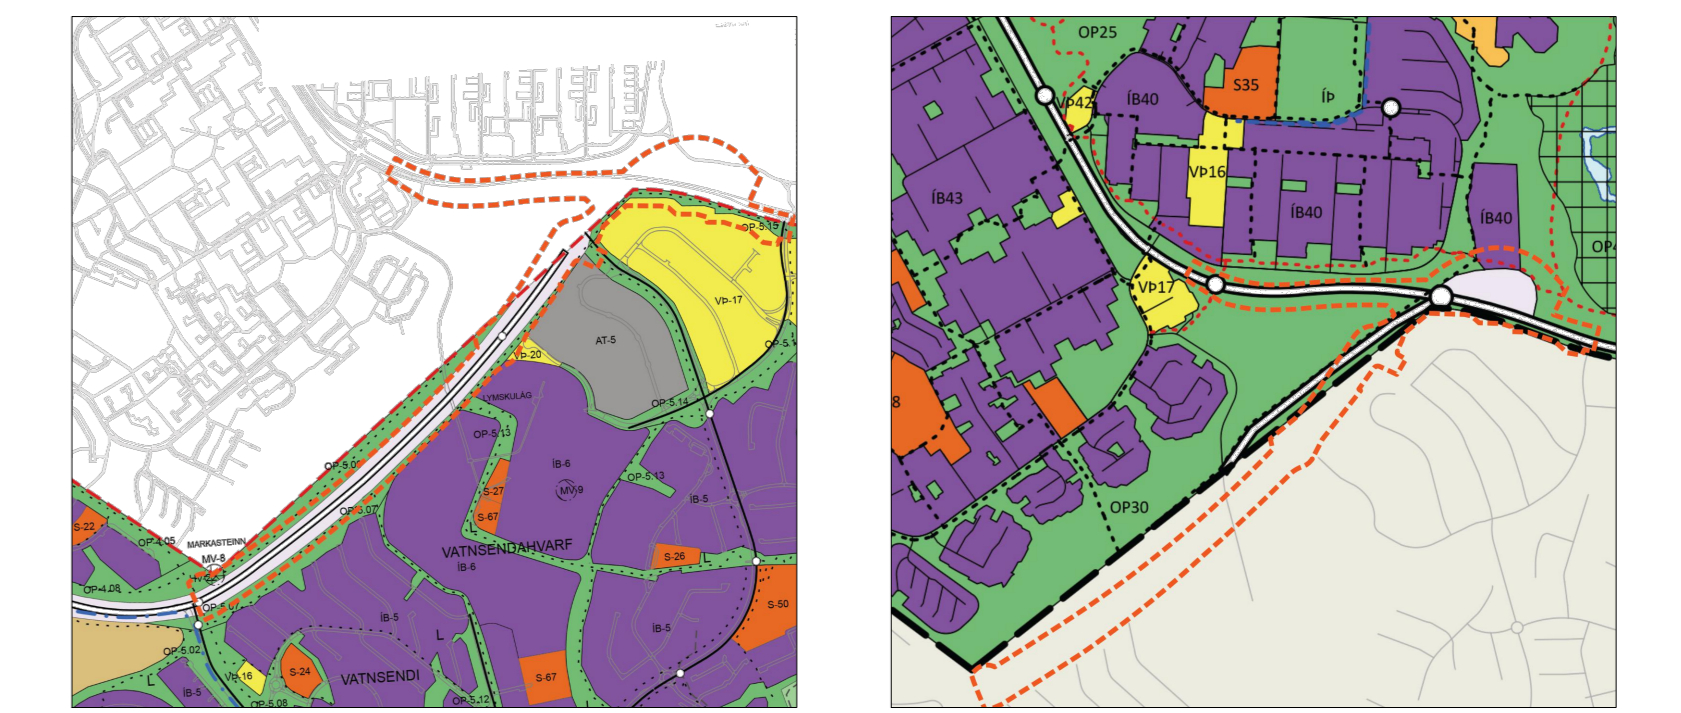 OP-5.15
VÞ-17
AT-5
VÞ-20
LYMSKULÁG
OP-5.14
OP-5.13
ÍB-6
MV-9
OP-5.13
S-27
ÍB-5
S-67
S-22
OP-4.05
MARKASTEINN
MV-8
VATNSENDAHVARF
ÍB-6
S-26
L
L
OP-4.08
OP-5.07
S-50
ÍB-5
ÍB-5
L
OP-5.02
L
VÞ-16
S-24
VATNSENDI
S-67
ÍB-5
OP-5.08
OP-5.12
L
OP25
S35
VÞ42
ÍB40
ÍÞ
VÞ16
ÍB43
ÍB40
ÍB40
VÞ17
8
OP30